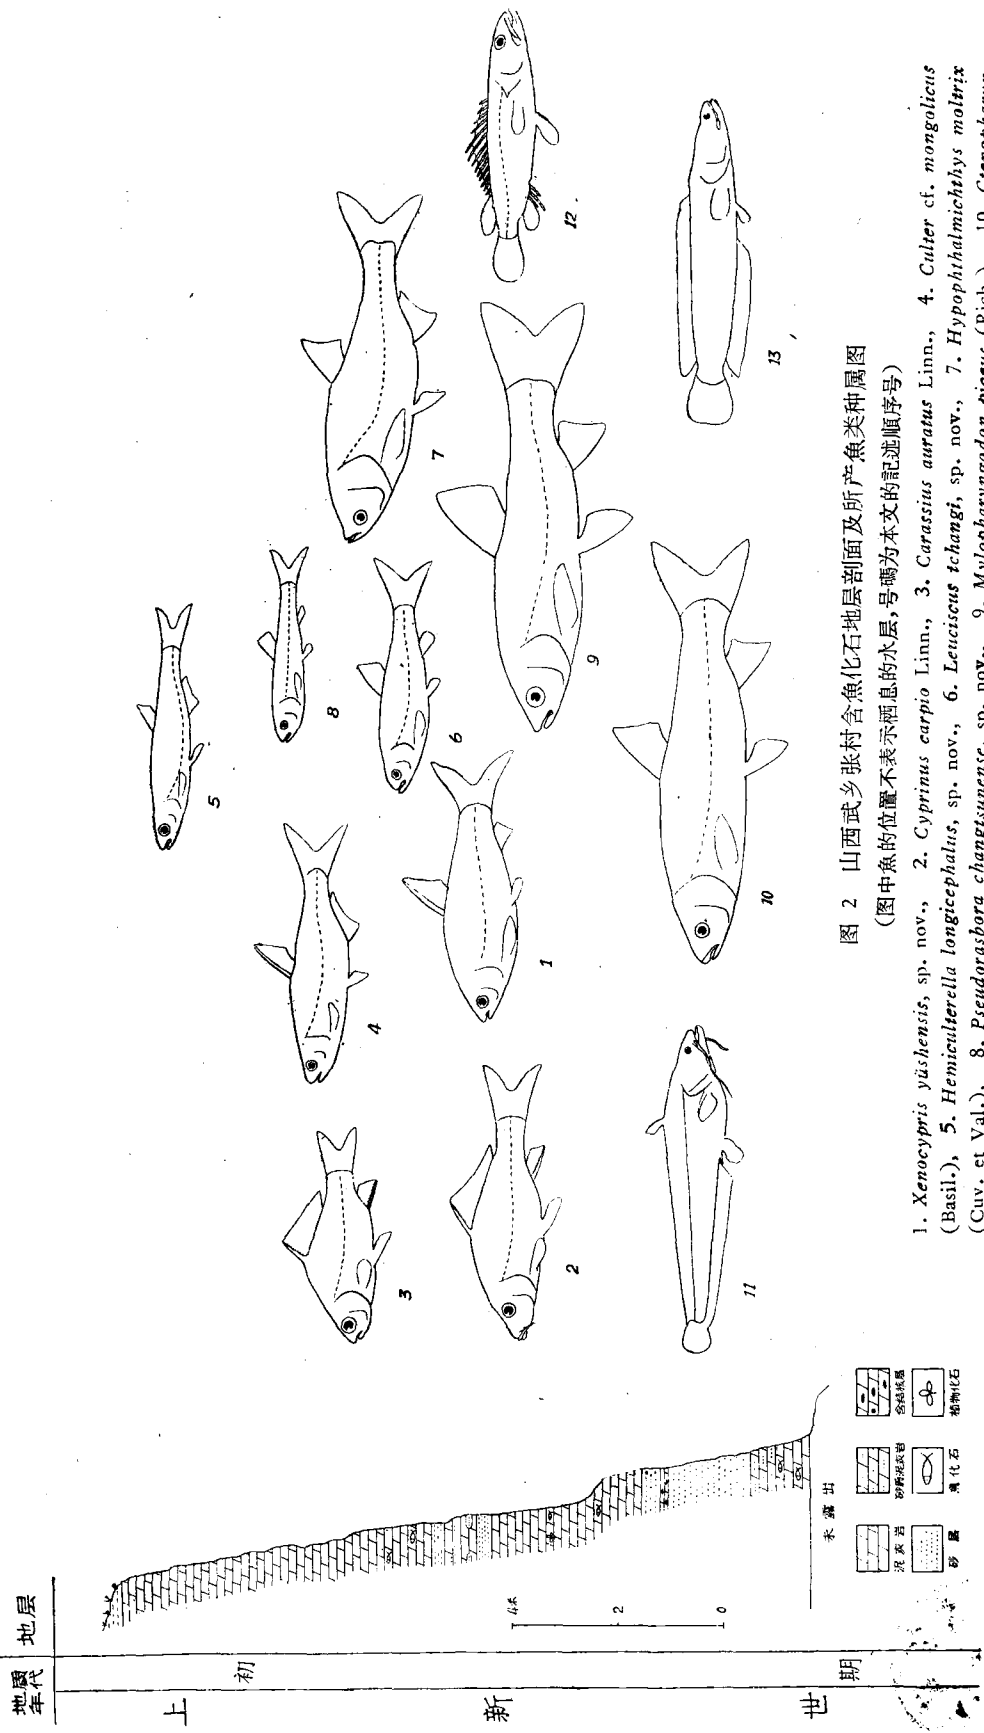 地層年代
地层
上
新
世
初
期
4米
2
0
未露出
泥灰岩
砂質泥灰岩
含結核層
砂層
魚化石
植物化石
1
2
3
4
5
6
7
8
9
10
11
12
13
图 2 山西武乡张村含魚化石地层剖面及所产魚类种属图
(图中魚的位置不表示栖息的水层,号碼为本文的記述順序号)
1. Xenocypris yüshensis, sp. nov., 2. Cyprinus carpio Linn., 3. Carassius auratus Linn., 4. Culter cf. mongolicus
(Basil.), 5. Hemiculterella longicephalus, sp. nov., 6. Leuciscus tchangi, sp. nov., 7. Hypophthalmichthys moltrix
(Cuv. et Val.), 8. Pseudorasbora changtsunense, sp. nov., 9. Mylopharyngodon piceus (Rich.), 10.